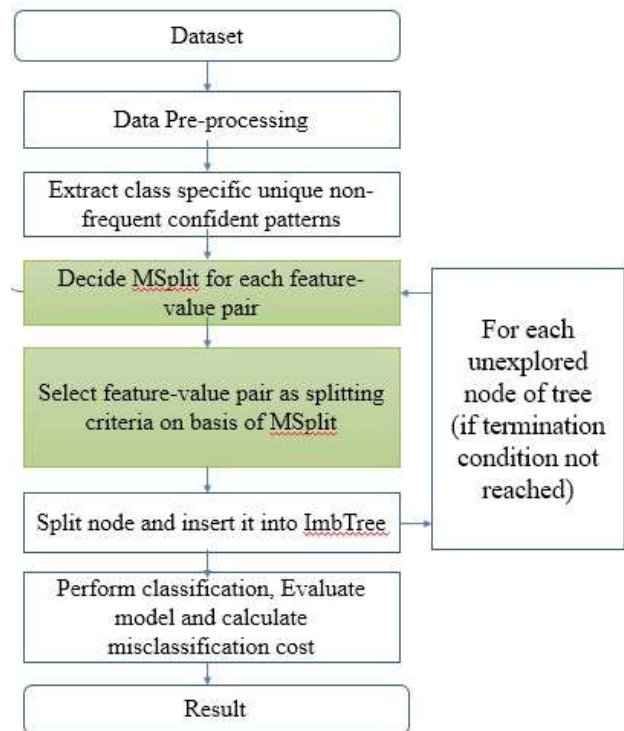 Dataset
Data Pre-processing
Extract class specific unique non-
frequent confident patterns
Decide MSplit for each feature-
value pair
Select feature-value pair as splitting
criteria on basis of MSplit
Split node and insert it into ImbTree
For each
unexplored
node of tree
(if termination
condition not
reached)
Perform classification, Evaluate
model and calculate
misclassification cost
Result